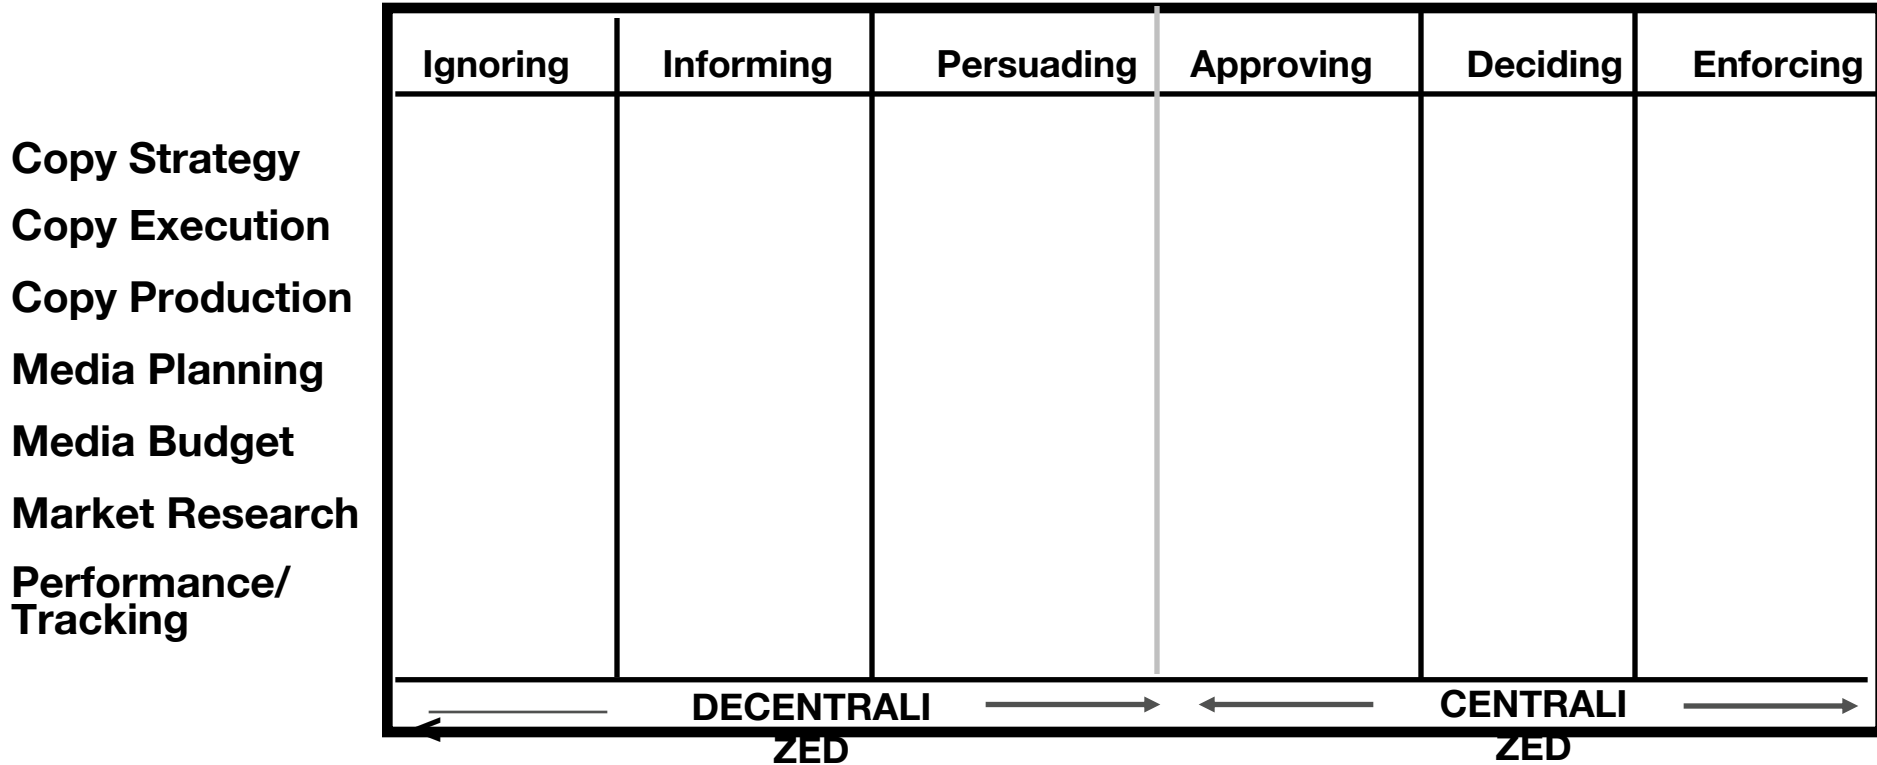 Ignoring Informing Persuading Approving Deciding Enforcing
Copy Strategy
Copy Execution
Copy Production
Media Planning
Media Budget
Market Research
Performance/
Tracking
DECENTRALI
ZED
CENTRALI
ZED